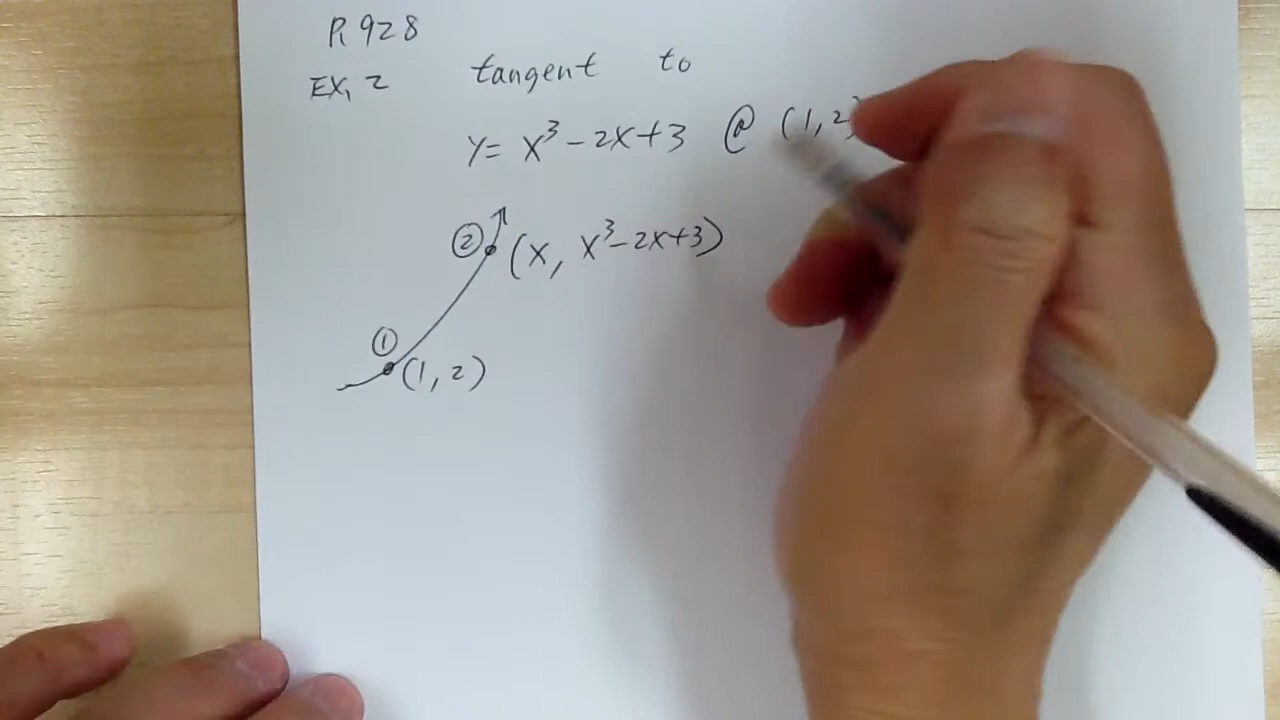 P. 928
Ex. 2 tangent to
y = x³ - 2x + 3 @ (1, 2)
② (x, x³ - 2x + 3)
① (1, 2)